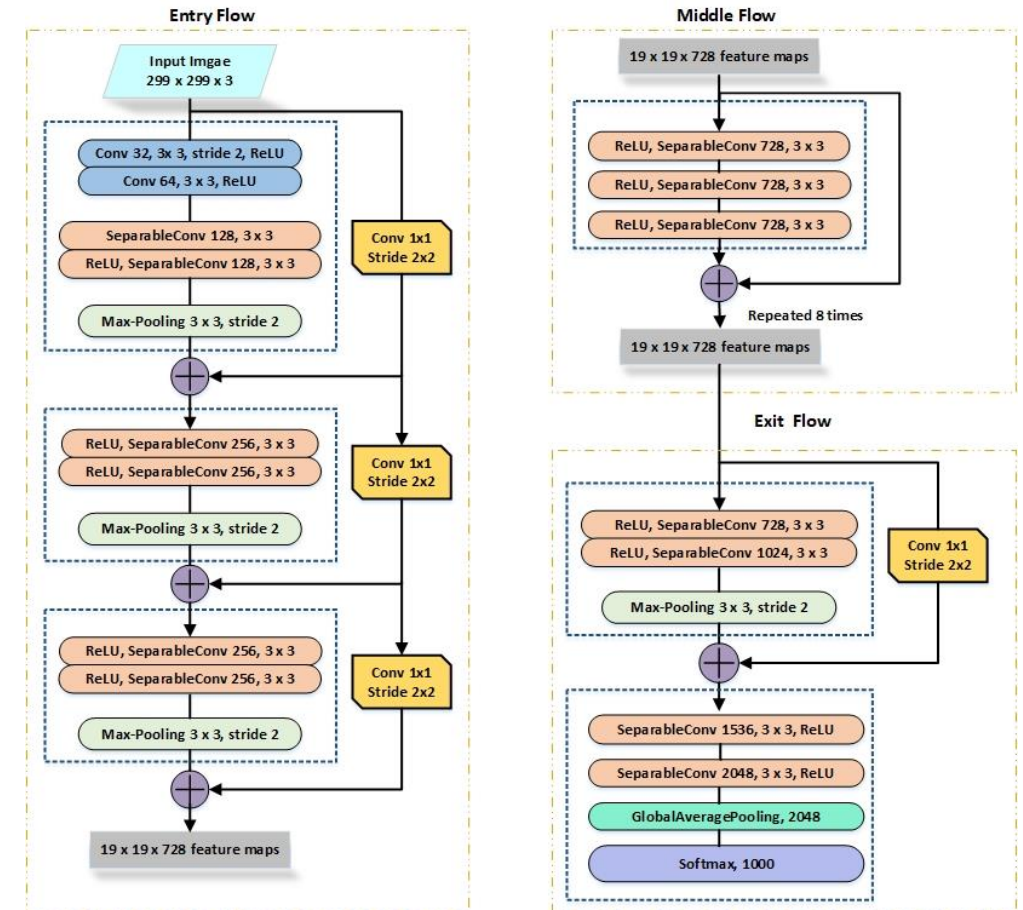 Entry Flow
Input Imgae
299 x 299 x 3
Conv 32, 3x 3, stride 2, ReLU
Conv 64, 3 x 3, ReLU
SeparableConv 128, 3 x 3
ReLU, SeparableConv 128, 3 x 3
Conv 1x1
Stride 2x2
Max-Pooling 3 x 3, stride 2
ReLU, SeparableConv 256, 3 x 3
ReLU, SeparableConv 256, 3 x 3
Conv 1x1
Stride 2x2
Max-Pooling 3 x 3, stride 2
ReLU, SeparableConv 256, 3 x 3
ReLU, SeparableConv 256, 3 x 3
Conv 1x1
Stride 2x2
Max-Pooling 3 x 3, stride 2
19 x 19 x 728 feature maps
Middle Flow
19 x 19 x 728 feature maps
ReLU, SeparableConv 728, 3 x 3
ReLU, SeparableConv 728, 3 x 3
ReLU, SeparableConv 728, 3 x 3
Repeated 8 times
19 x 19 x 728 feature maps
Exit Flow
ReLU, SeparableConv 728, 3 x 3
ReLU, SeparableConv 1024, 3 x 3
Conv 1x1
Stride 2x2
Max-Pooling 3 x 3, stride 2
SeparableConv 1536, 3 x 3, ReLU
SeparableConv 2048, 3 x 3, ReLU
GlobalAveragePooling, 2048
Softmax, 1000